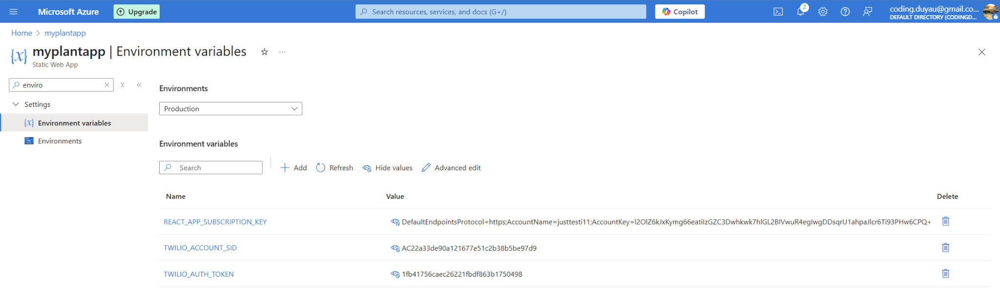 Microsoft Azure
Upgrade
Search resources, services, and docs (G+/)
Copilot
2
coding.duyau@gmail.co...
DEFAULT DIRECTORY (CODINGD...
Home > myplantapp
{x} myplantapp | Environment variables
Static Web App
enviro
Settings
{x} Environment variables
Environments
Environments
Production
Environment variables
Search
Add
Refresh
Hide values
Advanced edit
Name Value Delete
REACT_APP_SUBSCRIPTION_KEY DefaultEndpointsProtocol=https;AccountName=justtesti11;
TWILIO_ACCOUNT_SID AC22a33de90a121677e51c2b38b5be97d9
TWILIO_AUTH_TOKEN 1fb41756caec26221fbdf863b1750498